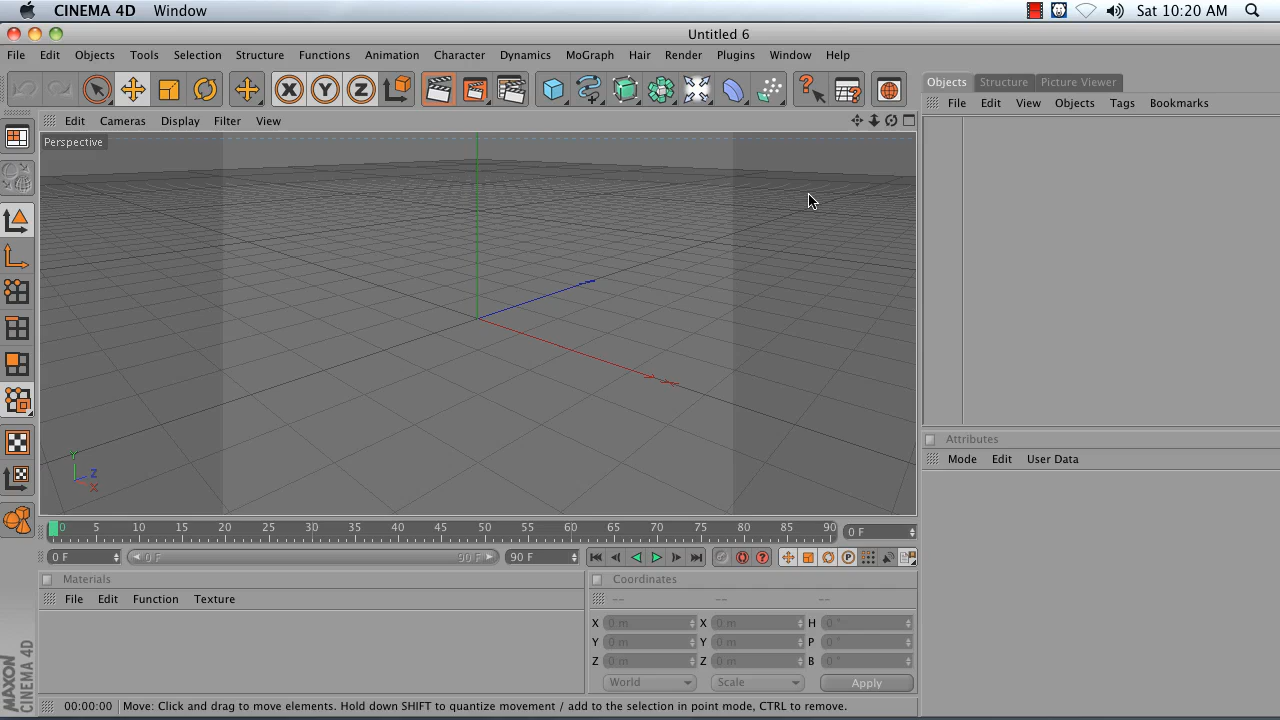 CINEMA 4D Window Sat 10:20 AM
Untitled 6
File Edit Objects Tools Selection Structure Functions Animation Character Dynamics MoGraph Hair Render Plugins Window Help
X Y Z
Objects Structure Picture Viewer
File Edit View Objects Tags Bookmarks
Edit Cameras Display Filter View
Perspective
Y
Z
X
Attributes
Mode Edit User Data
0 5 10 15 20 25 30 35 40 45 50 55 60 65 70 75 80 85 90 0 F
0 F 0 F 90 F 90 F P
Materials
File Edit Function Texture
Coordinates
-- -- --
X 0 m X 0 m H 0 °
Y 0 m Y 0 m P 0 °
Z 0 m Z 0 m B 0 °
World Scale Apply
MAXON
CINEMA 4D
00:00:00 Move: Click and drag to move elements. Hold down SHIFT to quantize movement / add to the selection in point mode, CTRL to remove.